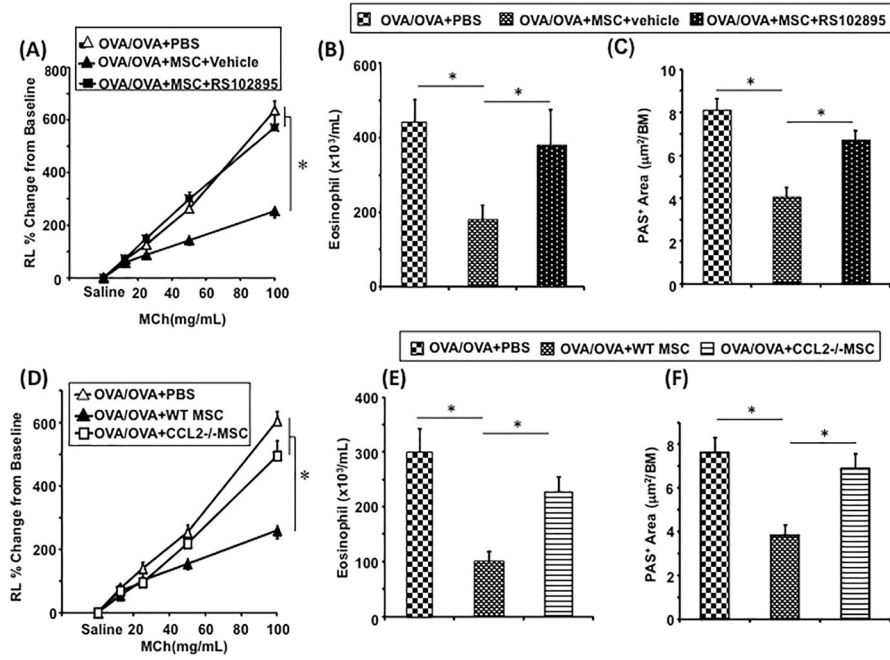 OVA/OVA+PBS OVA/OVA+MSC+vehicle OVA/OVA+MSC+RS102895
(A)
OVA/OVA+PBS
OVA/OVA+MSC+Vehicle
OVA/OVA+MSC+RS102895
RL % Change from Baseline
800
600
400
200
0
*
Saline 20 40 60 80 100
MCh(mg/mL)
(B)
Eosinophil (x10³/mL)
600
400
200
0
* *
(C)
PAS⁺ Area (μm²/BM)
10
8
6
4
2
0
* *
OVA/OVA+PBS OVA/OVA+WT MSC OVA/OVA+CCL2-/-MSC
(D)
OVA/OVA+PBS
OVA/OVA+WT MSC
OVA/OVA+CCL2-/-MSC
RL % Change from Baseline
600
400
200
0
*
Saline 20 40 60 80 100
MCh(mg/mL)
(E)
Eosinophil (x10³/mL)
400
300
200
100
0
* *
(F)
PAS⁺ Area (μm²/BM)
8
6
4
2
0
* *